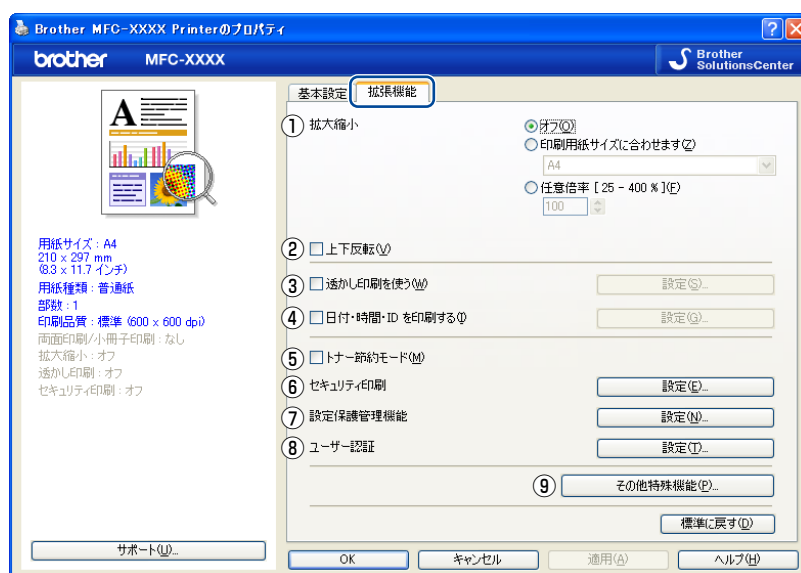 Brother MFC-XXXX Printerのプロパティ
brother MFC-XXXX
Brother
SolutionsCenter
基本設定 拡張機能
① 拡大縮小
オフ(O)
印刷用紙サイズに合わせます(Z)
A4
任意倍率 [ 25 - 400 % ](F)
100
② 上下反転(V)
③ 透かし印刷を使う(W) 設定(S)...
④ 日付・時間・ID を印刷する(I) 設定(G)...
⑤ トナー節約モード(M)
⑥ セキュリティ印刷 設定(E)...
⑦ 設定保護管理機能 設定(N)...
⑧ ユーザー認証 設定(T)...
⑨ その他特殊機能(P)...
標準に戻す(D)
A
用紙サイズ : A4
210 x 297 mm
(8.3 x 11.7 インチ)
用紙種類 : 普通紙
部数 : 1
印刷品質 : 標準 (600 x 600 dpi)
両面印刷/小冊子印刷 : なし
拡大縮小 : オフ
透かし印刷 : オフ
セキュリティ印刷 : オフ
サポート(U)...
OK キャンセル 適用(A) ヘルプ(H)